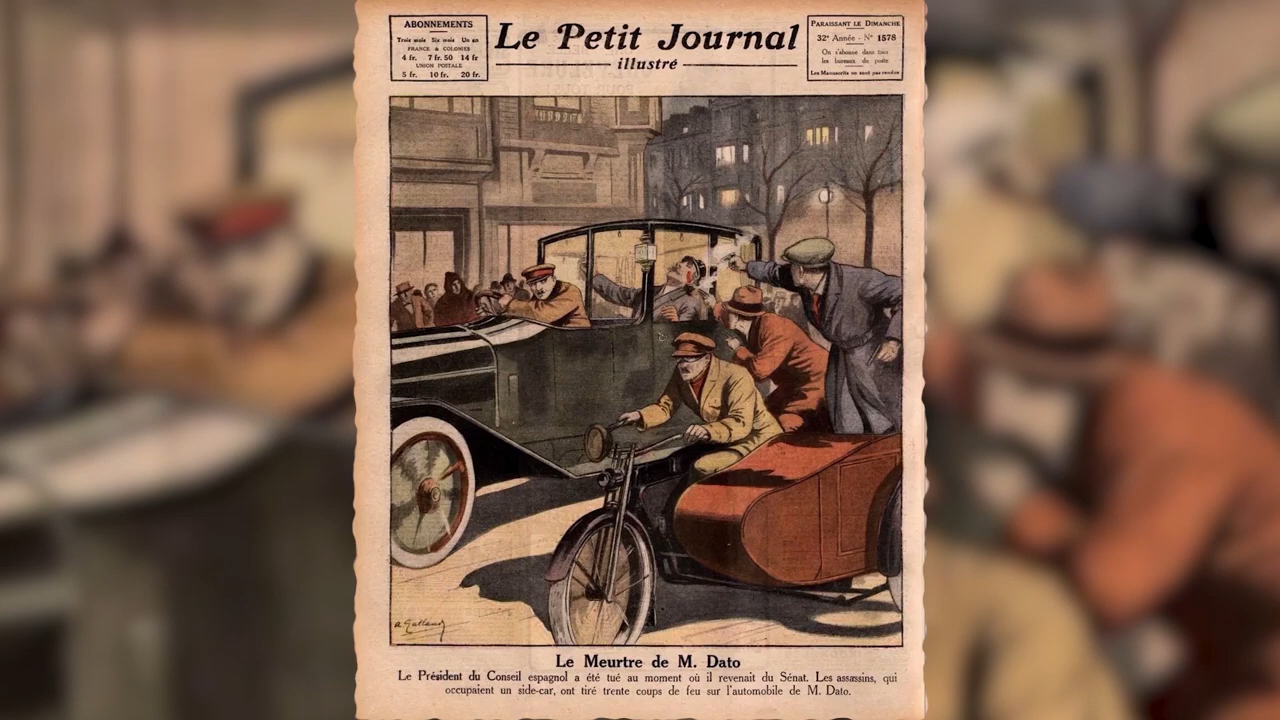 ABONNEMENTS
Trois mois Six mois Un an
FRANCE & COLONIES
4 fr. 7 fr. 50 14 fr
UNION POSTALE
5 fr. 10 fr. 20 fr.
Le Petit Journal
illustré
PARAISSANT LE DIMANCHE
32e Année - N° 1578
On s'abonne dans tous
les bureaux de poste
Les Manuscrits ne sont pas rendus
Le Meurtre de M. Dato
Le Président du Conseil espagnol a été tué au moment où il revenait du Sénat. Les assassins, qui
occupaient un side-car, ont tiré trente coups de feu sur l'automobile de M. Dato.